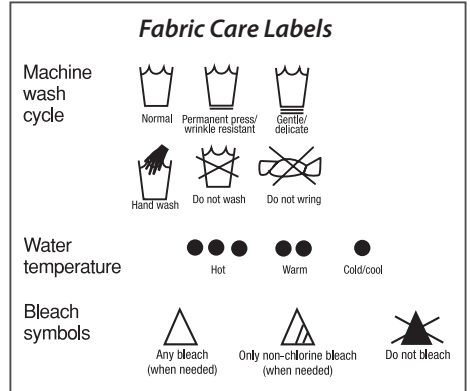 Fabric Care Labels
Machine
wash
cycle
Normal
Permanent press/
wrinkle resistant
Gentle/
delicate
Hand wash
Do not wash
Do not wring
Water
temperature
Hot
Warm
Cold/cool
Bleach
symbols
Any bleach
(when needed)
Only non-chlorine bleach
(when needed)
Do not bleach